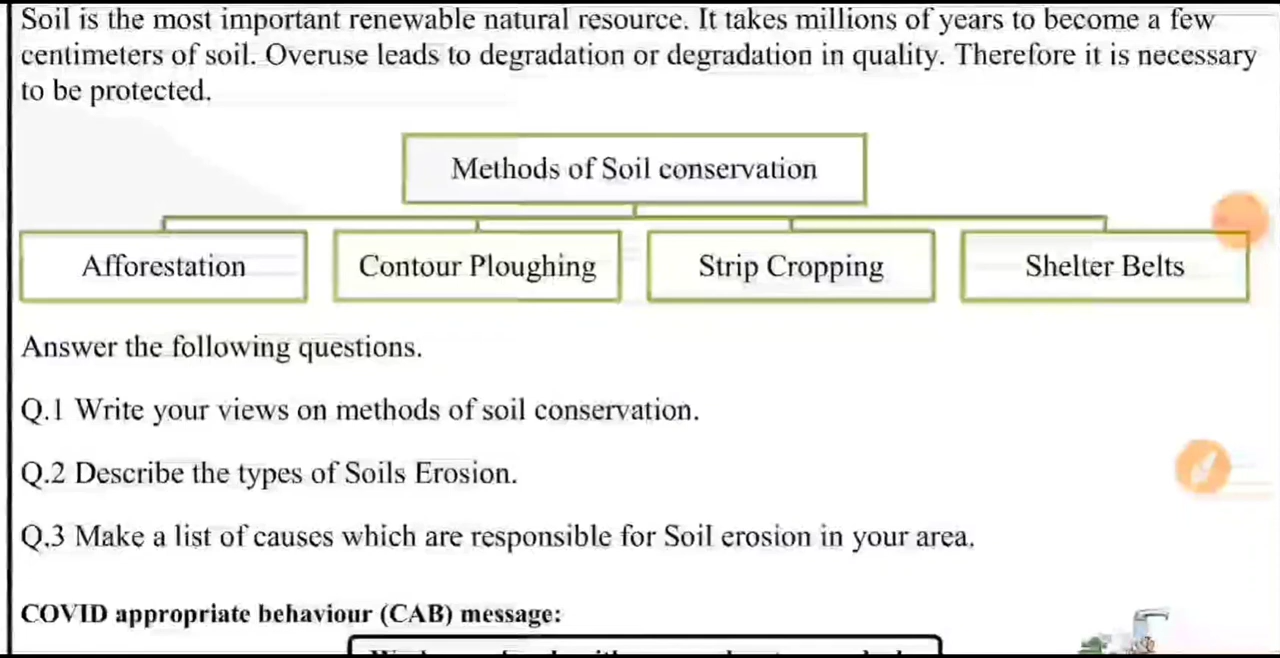 Soil is the most important renewable natural resource. It takes millions of years to become a few
centimeters of soil. Overuse leads to degradation or degradation in quality. Therefore it is necessary
to be protected.
Methods of Soil conservation
Afforestation
Contour Ploughing
Strip Cropping
Shelter Belts
Answer the following questions.
Q.1 Write your views on methods of soil conservation.
Q.2 Describe the types of Soils Erosion.
Q.3 Make a list of causes which are responsible for Soil erosion in your area.
COVID appropriate behaviour (CAB) message: